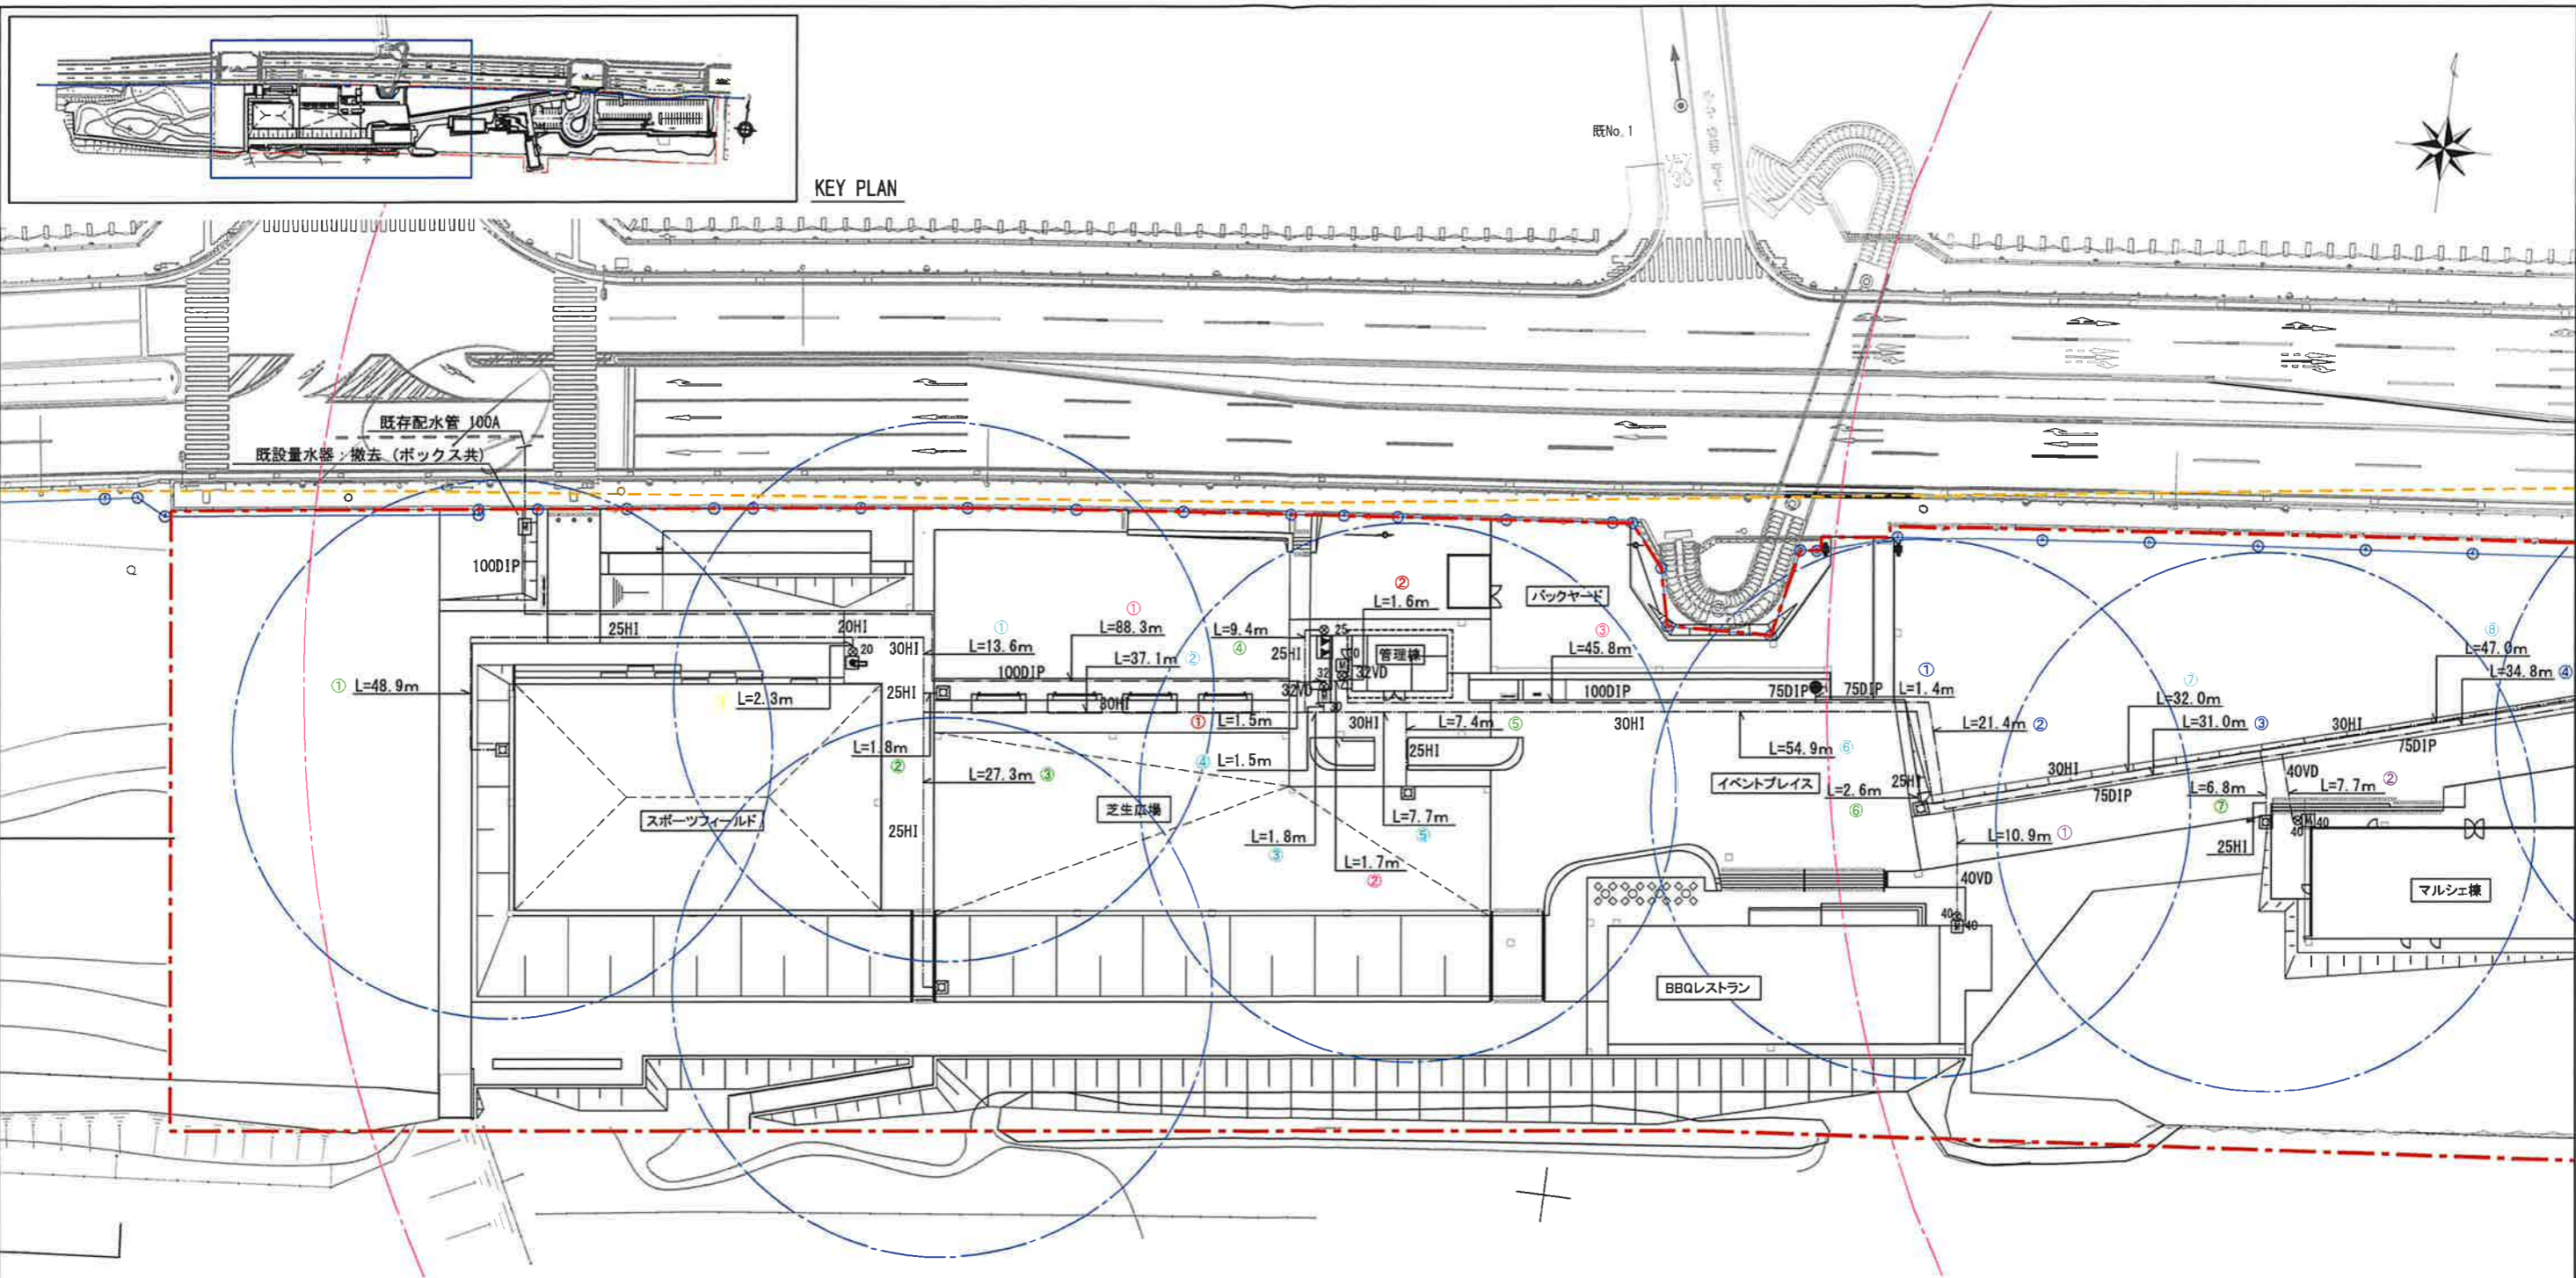 KEY PLAN
既No.1
既存配水管 100A
既設量水器：撤去（ボックス共）
100DIP
25HI
20HI
20
30HI
① L=48.9m
L=2.3m
25HI
L=1.8m
②
L=27.3m ③
25HI
スポーツフィールド
①
L=13.6m
①
L=88.3m
L=37.1m ②
100DIP
30HI
L=9.4m
④
25HI
②
L=1.6m
25
管理棟
32
32VD
32VD
30
① L=1.5m
④ L=1.5m
30HI
L=7.4m ⑤
25HI
芝生広場
L=1.8m
③
L=7.7m
⑤
L=1.7m
②
バックヤード
③
L=45.8m
100DIP
75DIP
75DIP
①
L=1.4m
30HI
L=54.9m ⑥
イベントプレイス
25HI
L=2.6m
⑥
L=21.4m ②
L=32.0m
⑦
L=31.0m ③
⑧
L=47.0m
L=34.8m ④
30HI
75DIP
30HI
75DIP
40VD
②
L=7.7m
L=6.8m
⑦
40
40
25HI
L=10.9m ①
40VD
40
40
マルシェ棟
BBQレストラン